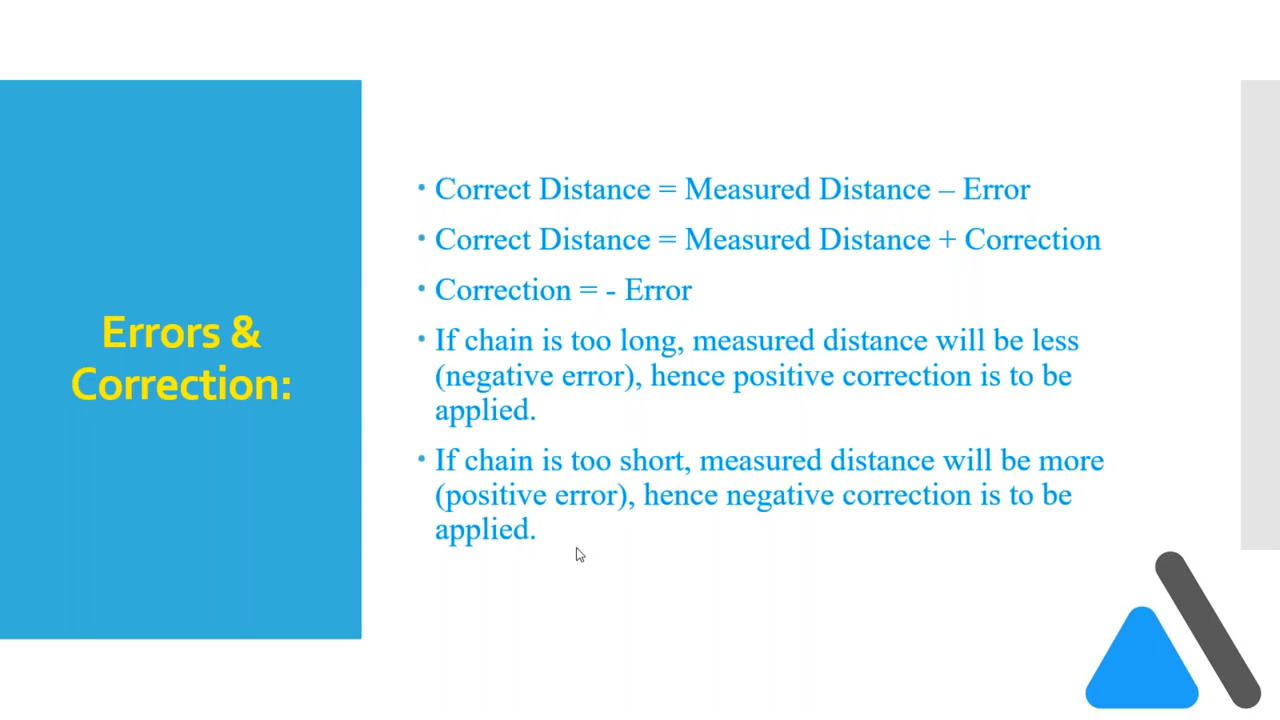 Errors &
Correction:
• Correct Distance = Measured Distance – Error
• Correct Distance = Measured Distance + Correction
• Correction = - Error
• If chain is too long, measured distance will be less
(negative error), hence positive correction is to be
applied.
• If chain is too short, measured distance will be more
(positive error), hence negative correction is to be
applied.